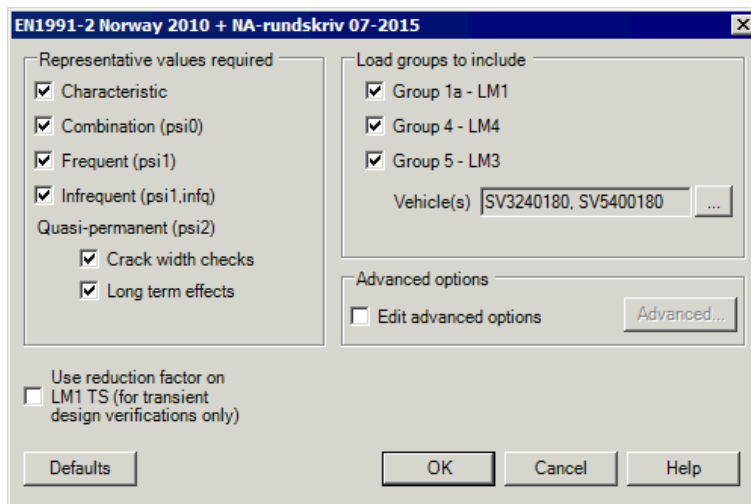 EN1991-2 Norway 2010 + NA-rundskriv 07-2015
Representative values required
Characteristic
Combination (psi0)
Frequent (psi1)
Infrequent (psi1,infq)
Quasi-permanent (psi2)
Crack width checks
Long term effects
Load groups to include
Group 1a - LM1
Group 4 - LM4
Group 5 - LM3
Vehicle(s) SV3240180, SV5400180 ...
Advanced options
Edit advanced options Advanced...
Use reduction factor on
LM1 TS (for transient
design verifications only)
Defaults OK Cancel Help